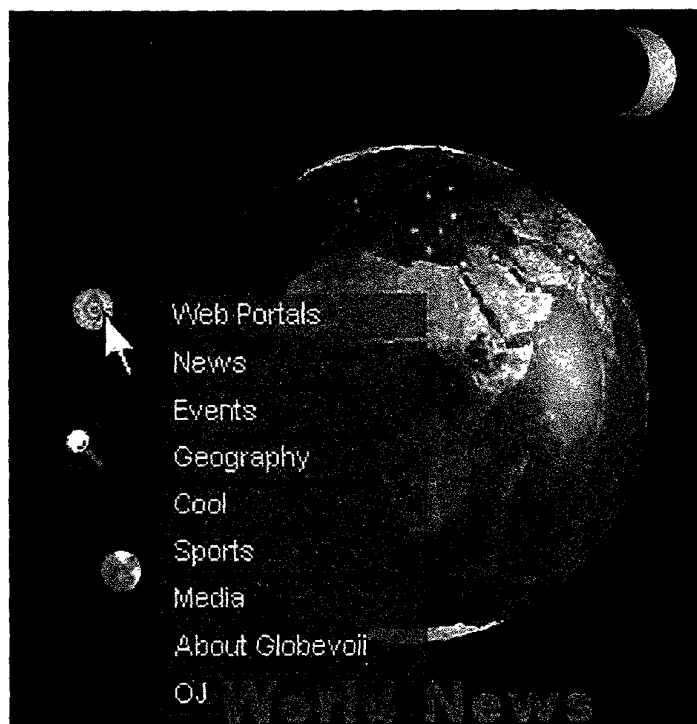 Web Portals
News
Events
Geography
Cool
Sports
Media
About Globevoii
OJ
World News